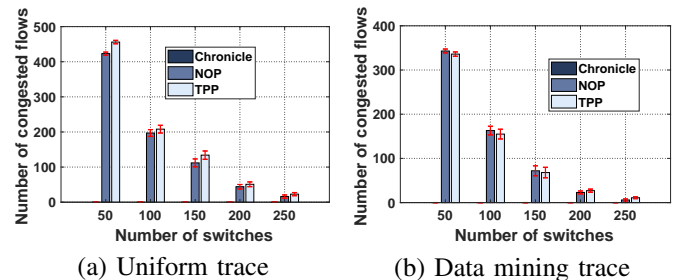 Number of congested flows
500
400
300
200
100
0
Chronicle
NOP
TPP
50 100 150 200 250
Number of switches
(a) Uniform trace
Number of congested flows
400
300
200
100
0
Chronicle
NOP
TPP
50 100 150 200 250
Number of switches
(b) Data mining trace